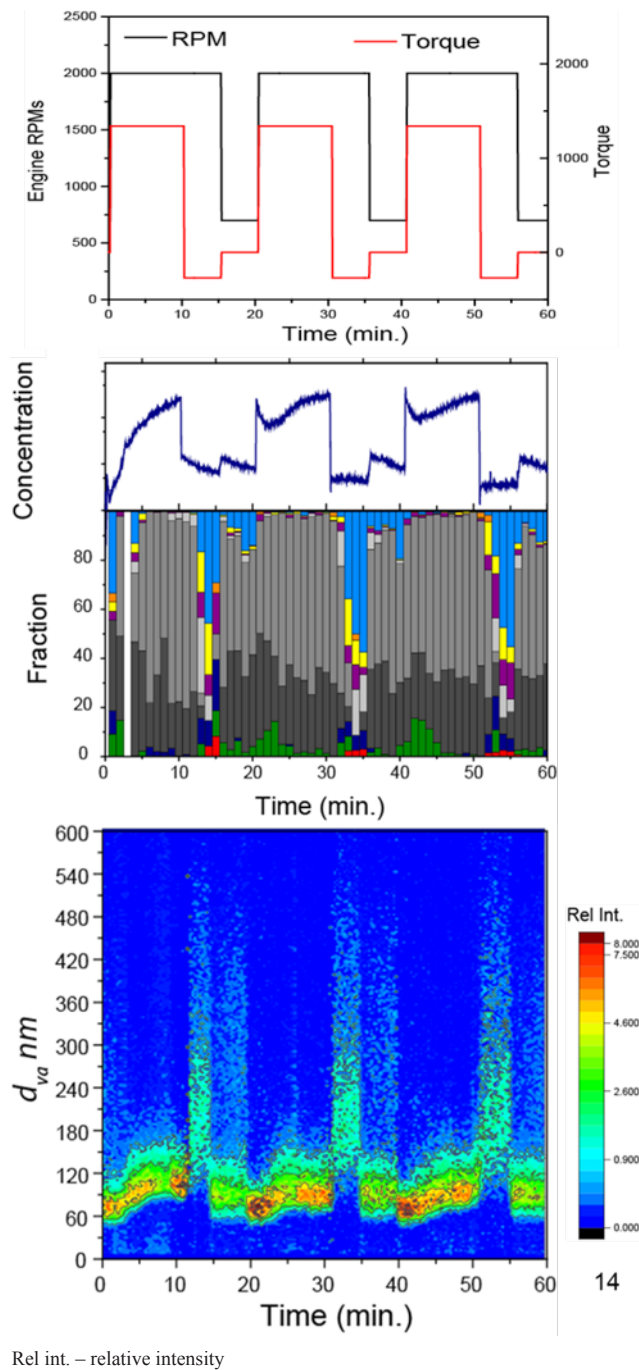 RPM
Torque
Engine RPMs
2500
2000
1500
1000
500
0
Torque
1900
1000
0
0 10 20 30 40 50 60
Time (min.)
Concentration
Fraction
80
60
40
20
0
0 10 20 30 40 50 60
Time (min.)
d_va nm
600
540
480
420
360
300
240
180
120
60
0
0 10 20 30 40 50 60
Time (min.)
Rel Int.
8.000
7.500
4.600
2.600
0.900
0.000
14
Rel int. – relative intensity